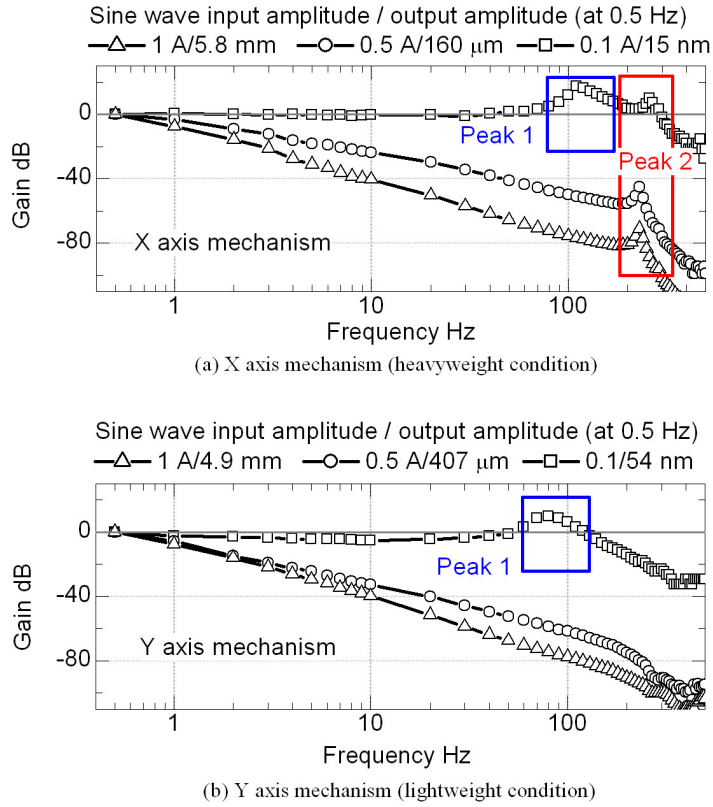 Sine wave input amplitude / output amplitude (at 0.5 Hz)
1 A/5.8 mm 0.5 A/160 μm 0.1 A/15 nm
0
-40
-80
Gain dB
Peak 1
Peak 2
X axis mechanism
1 10 100
Frequency Hz
(a) X axis mechanism (heavyweight condition)
Sine wave input amplitude / output amplitude (at 0.5 Hz)
1 A/4.9 mm 0.5 A/407 μm 0.1/54 nm
0
-40
-80
Gain dB
Peak 1
Y axis mechanism
1 10 100
Frequency Hz
(b) Y axis mechanism (lightweight condition)